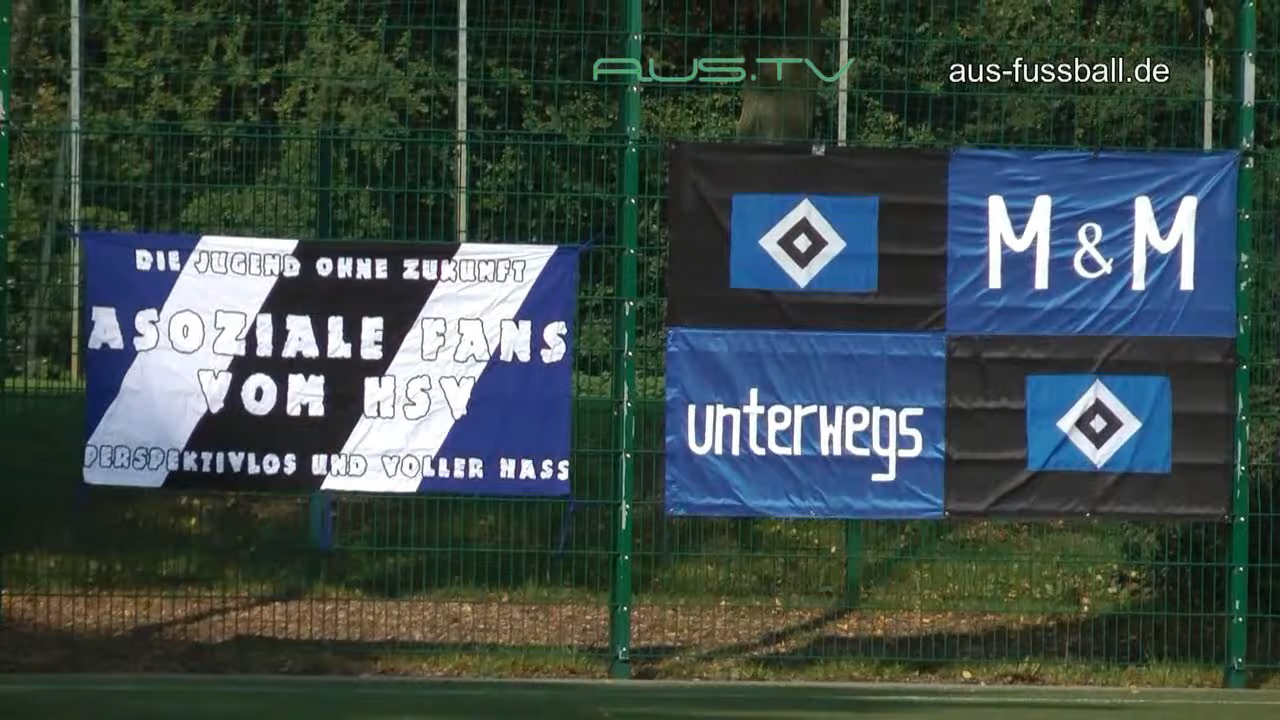 AUS.TV
aus-fussball.de
DIE JUGEND OHNE ZUKUNFT
ASOZIALE FANS
VOM HSV
PERSPEKTIVLOS UND VOLLER HASS
M & M
unterwegs